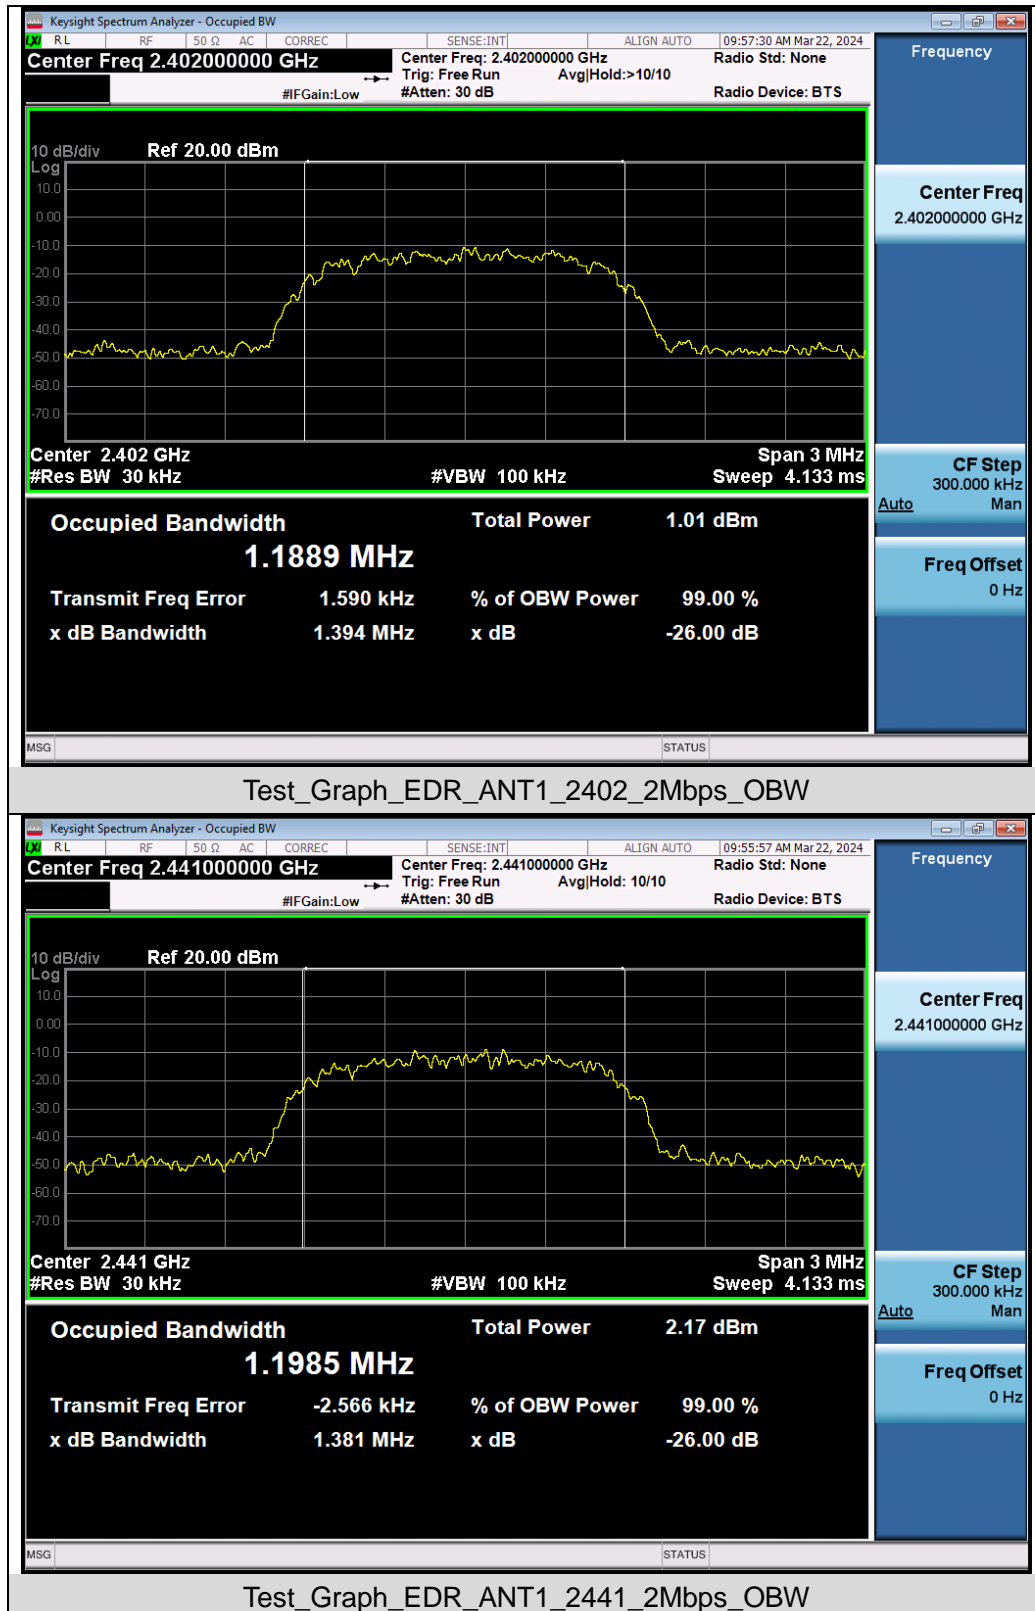 Keysight Spectrum Analyzer - Occupied BW
LXI RL RF 50 Ω AC CORREC SENSE:INT ALIGN AUTO 09:57:30 AM Mar 22, 2024
Center Freq 2.402000000 GHz
Center Freq: 2.402000000 GHz Radio Std: None
Trig: Free Run Avg|Hold:>10/10
#IFGain:Low #Atten: 30 dB Radio Device: BTS
10 dB/div Ref 20.00 dBm
Log
10.0
0.00
-10.0
-20.0
-30.0
-40.0
-50.0
-60.0
-70.0
Center 2.402 GHz Span 3 MHz
#Res BW 30 kHz #VBW 100 kHz Sweep 4.133 ms
Occupied Bandwidth Total Power 1.01 dBm
1.1889 MHz
Transmit Freq Error 1.590 kHz % of OBW Power 99.00 %
x dB Bandwidth 1.394 MHz x dB -26.00 dB
MSG STATUS
Frequency
Center Freq
2.402000000 GHz
CF Step
300.000 kHz
Auto Man
Freq Offset
0 Hz
Test_Graph_EDR_ANT1_2402_2Mbps_OBW
Keysight Spectrum Analyzer - Occupied BW
LXI RL RF 50 Ω AC CORREC SENSE:INT ALIGN AUTO 09:55:57 AM Mar 22, 2024
Center Freq 2.441000000 GHz
Center Freq: 2.441000000 GHz Radio Std: None
Trig: Free Run Avg|Hold: 10/10
#IFGain:Low #Atten: 30 dB Radio Device: BTS
10 dB/div Ref 20.00 dBm
Log
10.0
0.00
-10.0
-20.0
-30.0
-40.0
-50.0
-60.0
-70.0
Center 2.441 GHz Span 3 MHz
#Res BW 30 kHz #VBW 100 kHz Sweep 4.133 ms
Occupied Bandwidth Total Power 2.17 dBm
1.1985 MHz
Transmit Freq Error -2.566 kHz % of OBW Power 99.00 %
x dB Bandwidth 1.381 MHz x dB -26.00 dB
MSG STATUS
Frequency
Center Freq
2.441000000 GHz
CF Step
300.000 kHz
Auto Man
Freq Offset
0 Hz
Test_Graph_EDR_ANT1_2441_2Mbps_OBW